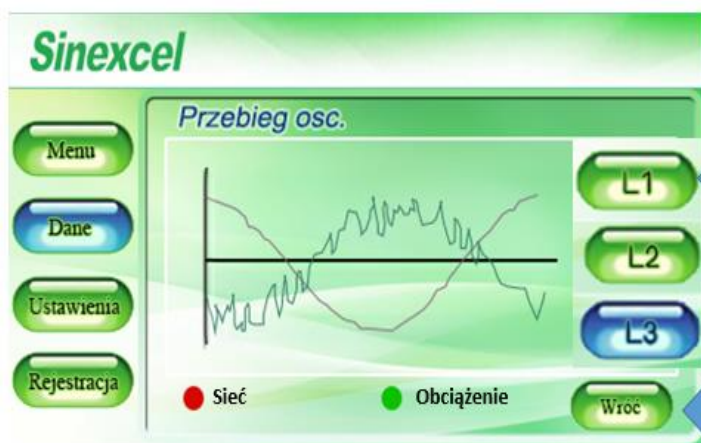 Sinexcel
Przebieg osc.
Menu
Dane
Ustawienia
Rejestracja
L1
L2
L3
Sieć
Obciążenie
Wróć